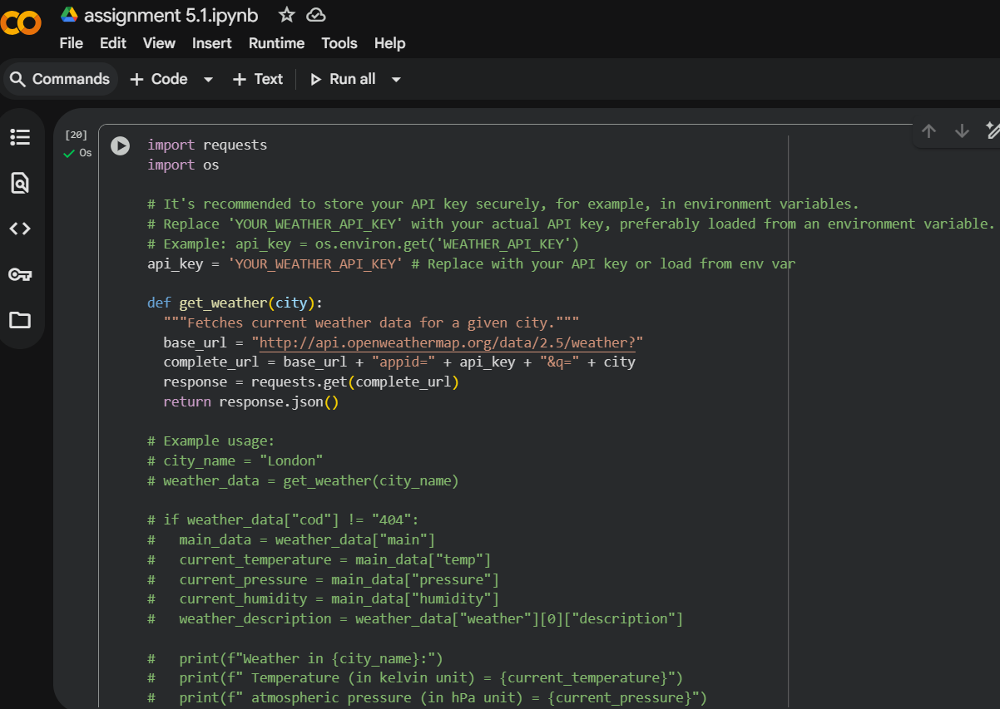 assignment 5.1.ipynb
File Edit View Insert Runtime Tools Help
Commands + Code + Text Run all
[20]
0s
import requests
import os
# It's recommended to store your API key securely, for example, in environment variables.
# Replace 'YOUR_WEATHER_API_KEY' with your actual API key, preferably loaded from an environment variable.
# Example: api_key = os.environ.get('WEATHER_API_KEY')
api_key = 'YOUR_WEATHER_API_KEY' # Replace with your API key or load from env var
def get_weather(city):
  """Fetches current weather data for a given city."""
  base_url = "http://api.openweathermap.org/data/2.5/weather?"
  complete_url = base_url + "appid=" + api_key + "&q=" + city
  response = requests.get(complete_url)
  return response.json()
# Example usage:
# city_name = "London"
# weather_data = get_weather(city_name)
# if weather_data["cod"] != "404":
#   main_data = weather_data["main"]
#   current_temperature = main_data["temp"]
#   current_pressure = main_data["pressure"]
#   current_humidity = main_data["humidity"]
#   weather_description = weather_data["weather"][0]["description"]
#   print(f"Weather in {city_name}:")
#   print(f" Temperature (in kelvin unit) = {current_temperature}")
#   print(f" atmospheric pressure (in hPa unit) = {current_pressure}")